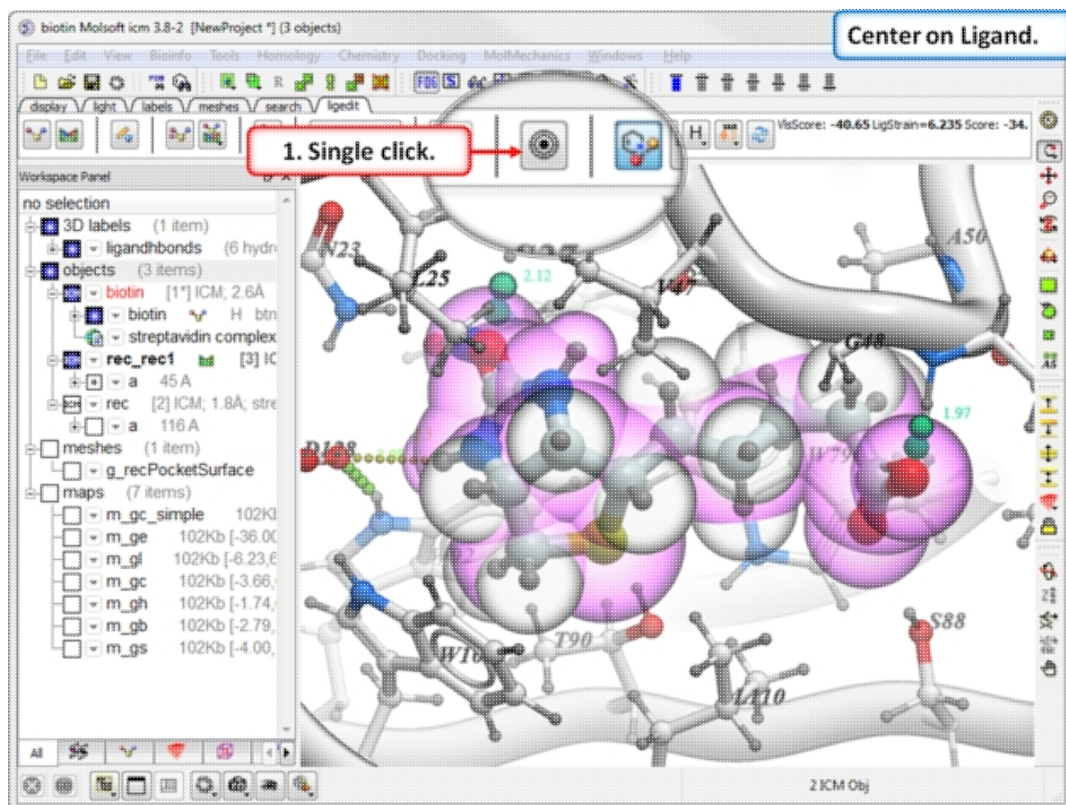 biotin Molsoft icm 3.8-2 [NewProject *] (3 objects)
Center on Ligand.
File Edit View Bioinfo Tools Homology Chemistry Docking MolMechanics Windows Help
display light labels meshes search ligedit
1. Single click.
VlsScore: -40.65 LigStrain=6.235 Score: -34.
Workspace Panel
no selection
3D labels (1 item)
ligandhbonds (6 hydr
objects (3 items)
biotin [1*] ICM; 2.6Å
biotin H btn
streptavidin complex
rec_rec1 [3] IC
a 45 A
rec [2] ICM; 1.8Å; stre
a 116 A
meshes (1 item)
g_recPocketSurface
maps (7 items)
m_gc_simple 102Kb
m_ge 102Kb [-36.00
m_gl 102Kb [-6.23,6
m_gc 102Kb [-3.66,
m_gh 102Kb [-1.74,
m_gb 102Kb [-2.79,
m_gs 102Kb [-4.00,
All
N23
L25
2.12
V47
A50
G48
1.97
W79
D128
T90
S88
L110
2 ICM Obj